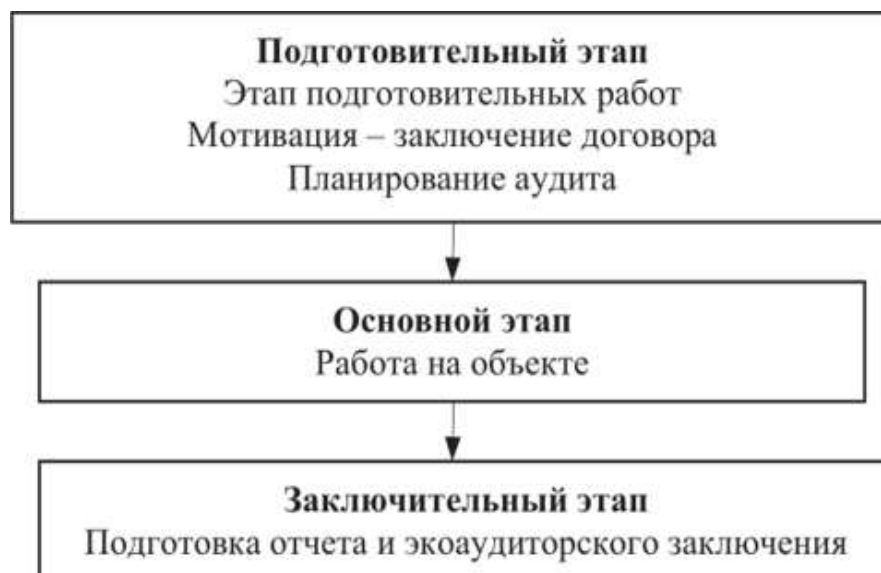 Подготовительный этап
Этап подготовительных работ
Мотивация – заключение договора
Планирование аудита
Основной этап
Работа на объекте
Заключительный этап
Подготовка отчета и экоаудиторского заключения